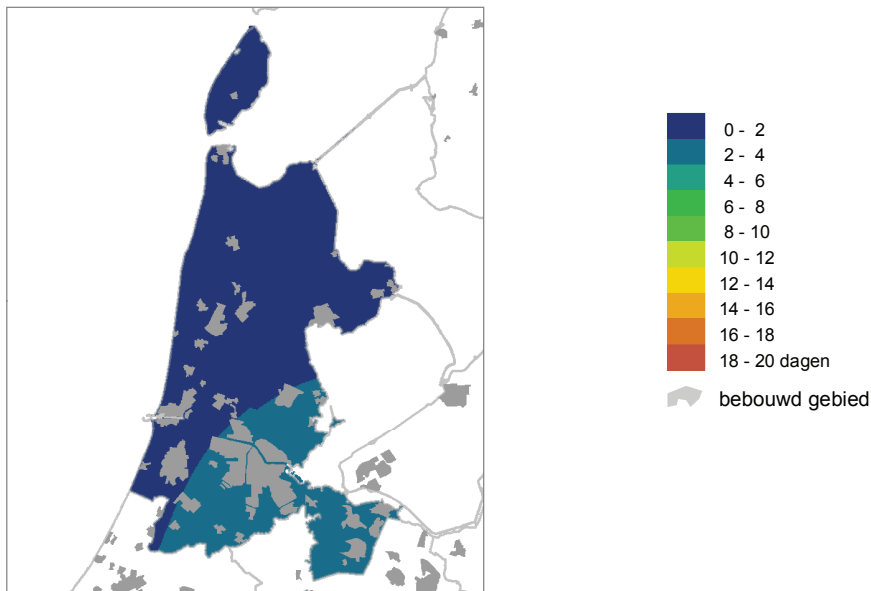 0 - 2
2 - 4
4 - 6
6 - 8
8 - 10
10 - 12
12 - 14
14 - 16
16 - 18
18 - 20 dagen
bebouwd gebied